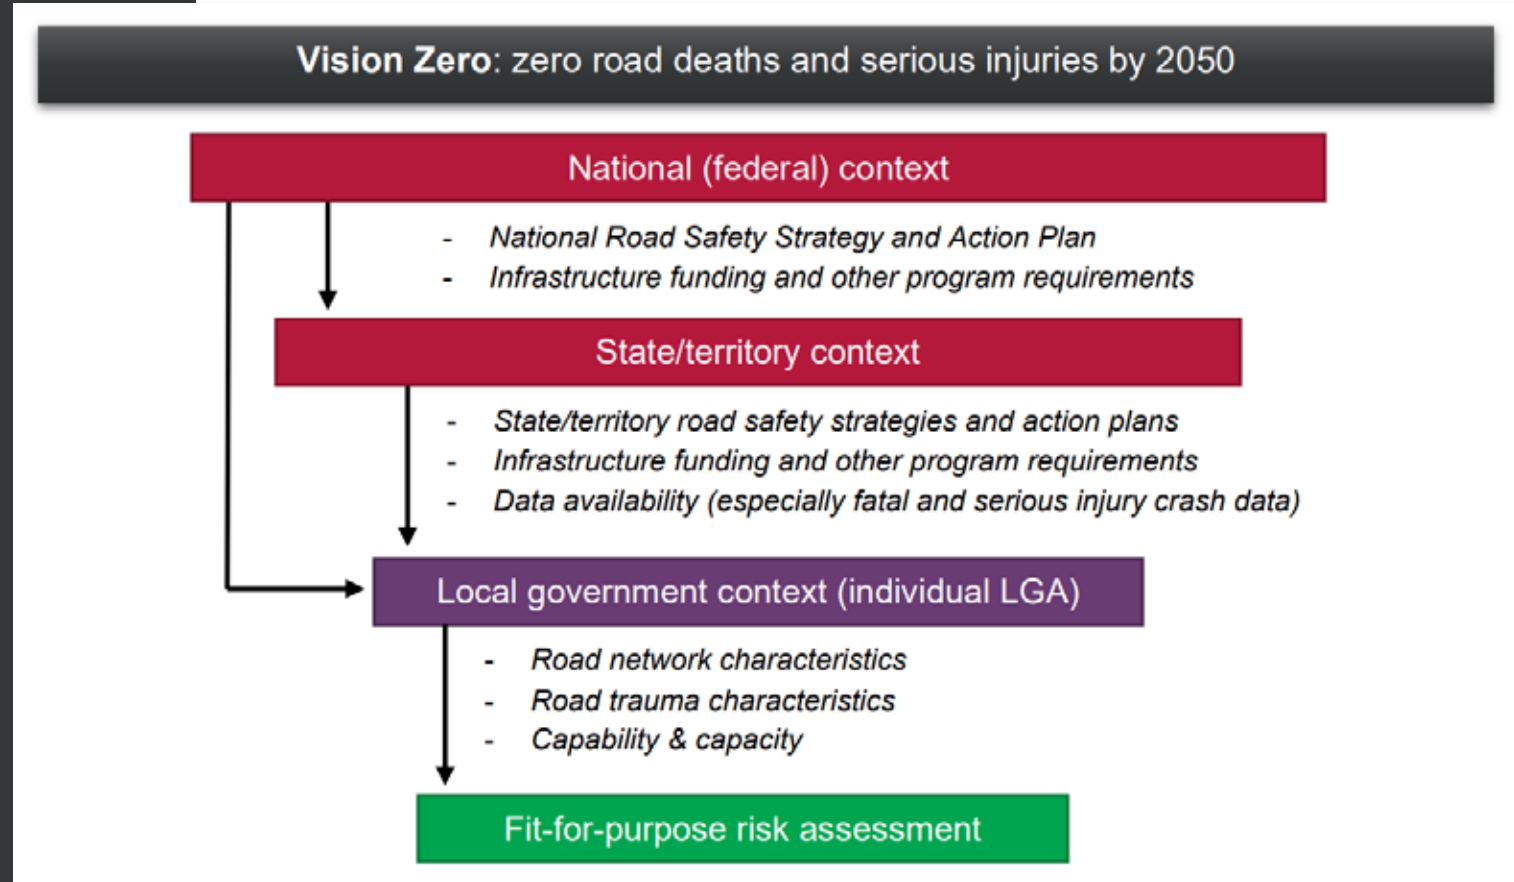 Vision Zero: zero road deaths and serious injuries by 2050
National (federal) context
- National Road Safety Strategy and Action Plan
- Infrastructure funding and other program requirements
State/territory context
- State/territory road safety strategies and action plans
- Infrastructure funding and other program requirements
- Data availability (especially fatal and serious injury crash data)
Local government context (individual LGA)
- Road network characteristics
- Road trauma characteristics
- Capability & capacity
Fit-for-purpose risk assessment